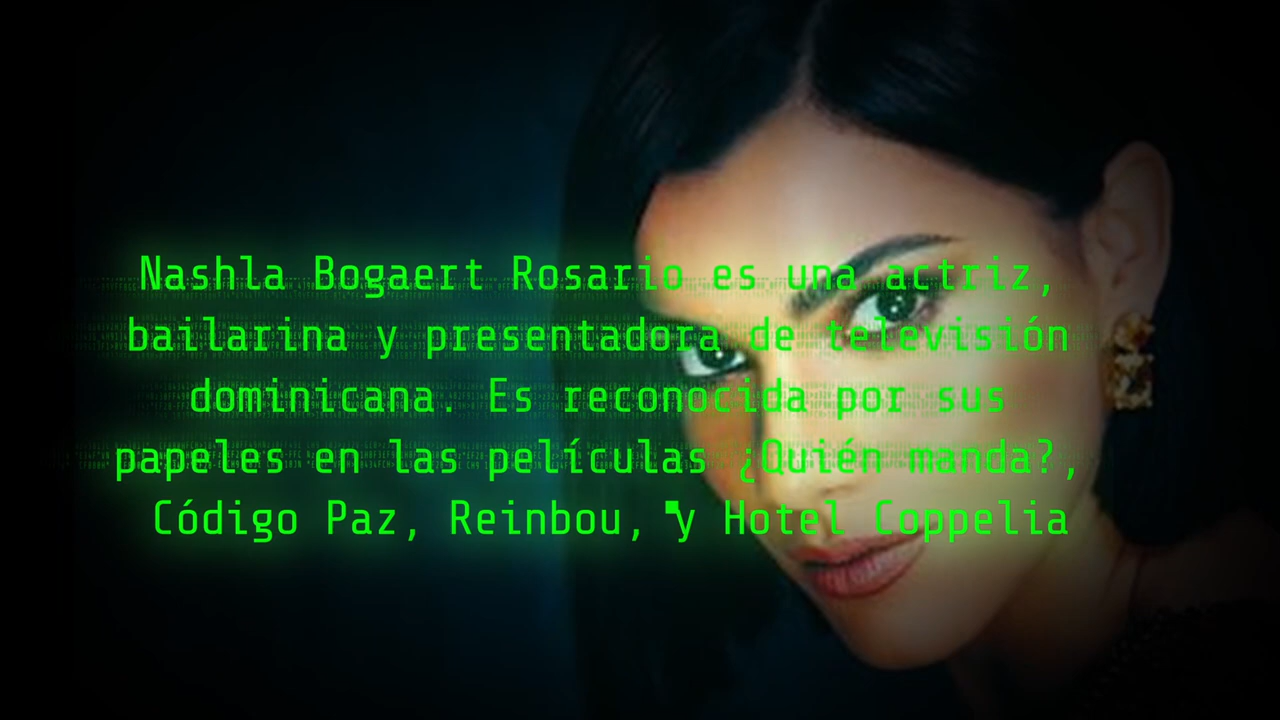 Nashla Bogaert Rosario es una actriz,
bailarina y presentadora de televisión
dominicana. Es reconocida por sus
papeles en las películas ¿Quién manda?,
Código Paz, Reinbou, y Hotel Coppelia